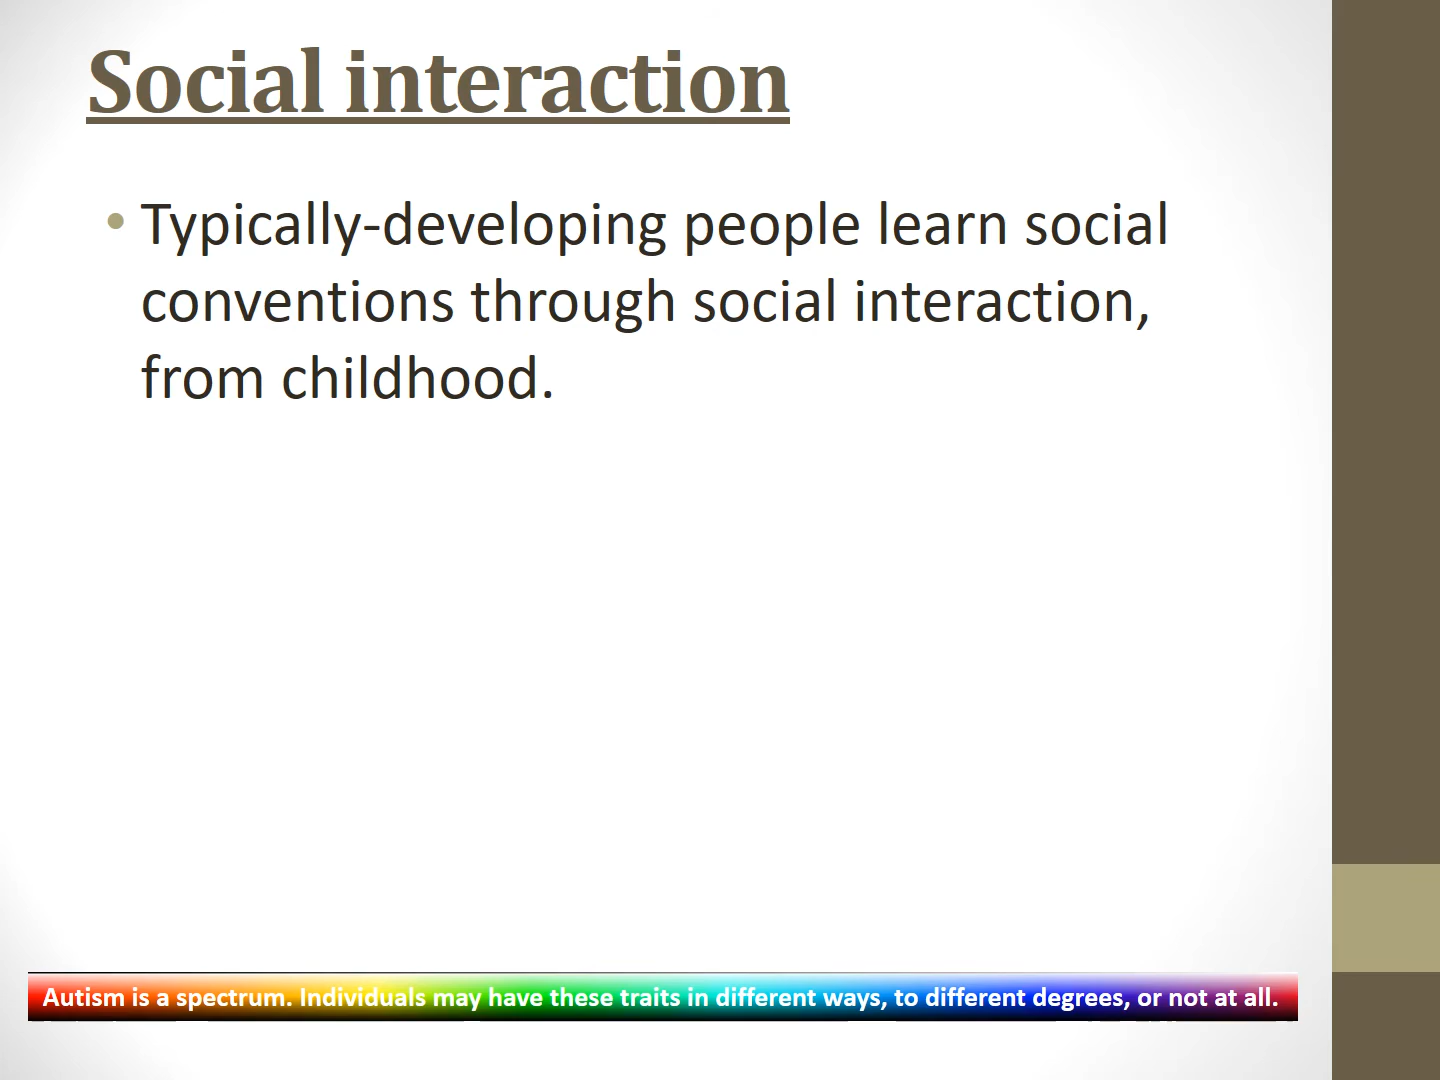 Social interaction
• Typically-developing people learn social
conventions through social interaction,
from childhood.
Autism is a spectrum. Individuals may have these traits in different ways, to different degrees, or not at all.